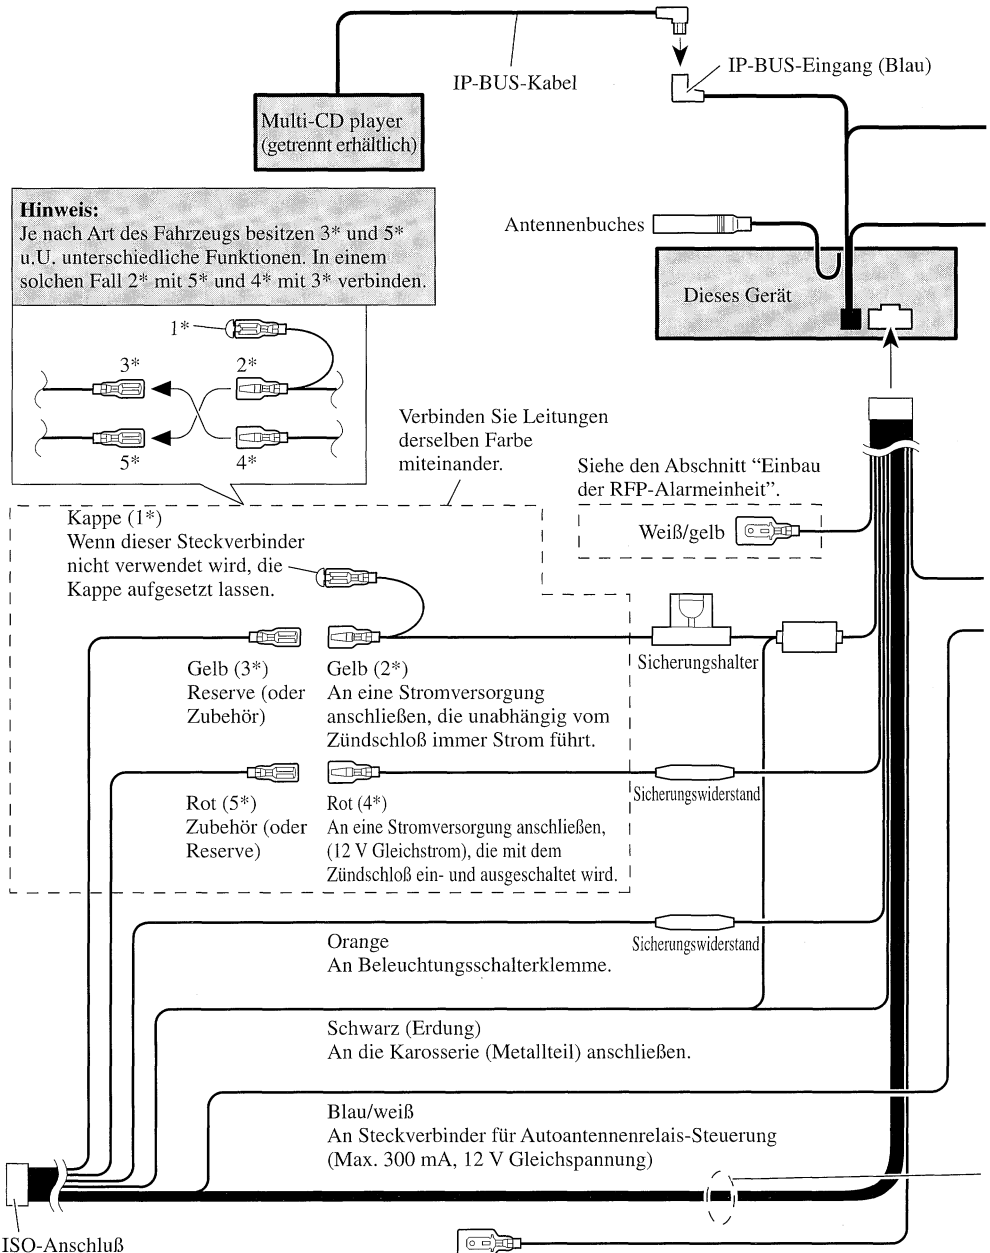 IP-BUS-Kabel
IP-BUS-Eingang (Blau)
Multi-CD player
(getrennt erhältlich)
Hinweis:
Je nach Art des Fahrzeugs besitzen 3* und 5*
u.U. unterschiedliche Funktionen. In einem
solchen Fall 2* mit 5* und 4* mit 3* verbinden.
Antennenbuches
Dieses Gerät
1*
3*
2*
5*
4*
Verbinden Sie Leitungen
derselben Farbe
miteinander.
Siehe den Abschnitt “Einbau
der RFP-Alarmeinheit”.
Weiß/gelb
Kappe (1*)
Wenn dieser Steckverbinder
nicht verwendet wird, die
Kappe aufgesetzt lassen.
Sicherungshalter
Gelb (3*)
Reserve (oder
Zubehör)
Gelb (2*)
An eine Stromversorgung
anschließen, die unabhängig vom
Zündschloß immer Strom führt.
Sicherungswiderstand
Rot (5*)
Zubehör (oder
Reserve)
Rot (4*)
An eine Stromversorgung anschließen,
(12 V Gleichstrom), die mit dem
Zündschloß ein- und ausgeschaltet wird.
Orange
An Beleuchtungsschalterklemme.
Sicherungswiderstand
Schwarz (Erdung)
An die Karosserie (Metallteil) anschließen.
Blau/weiß
An Steckverbinder für Autoantennenrelais-Steuerung
(Max. 300 mA, 12 V Gleichspannung)
ISO-Anschluß